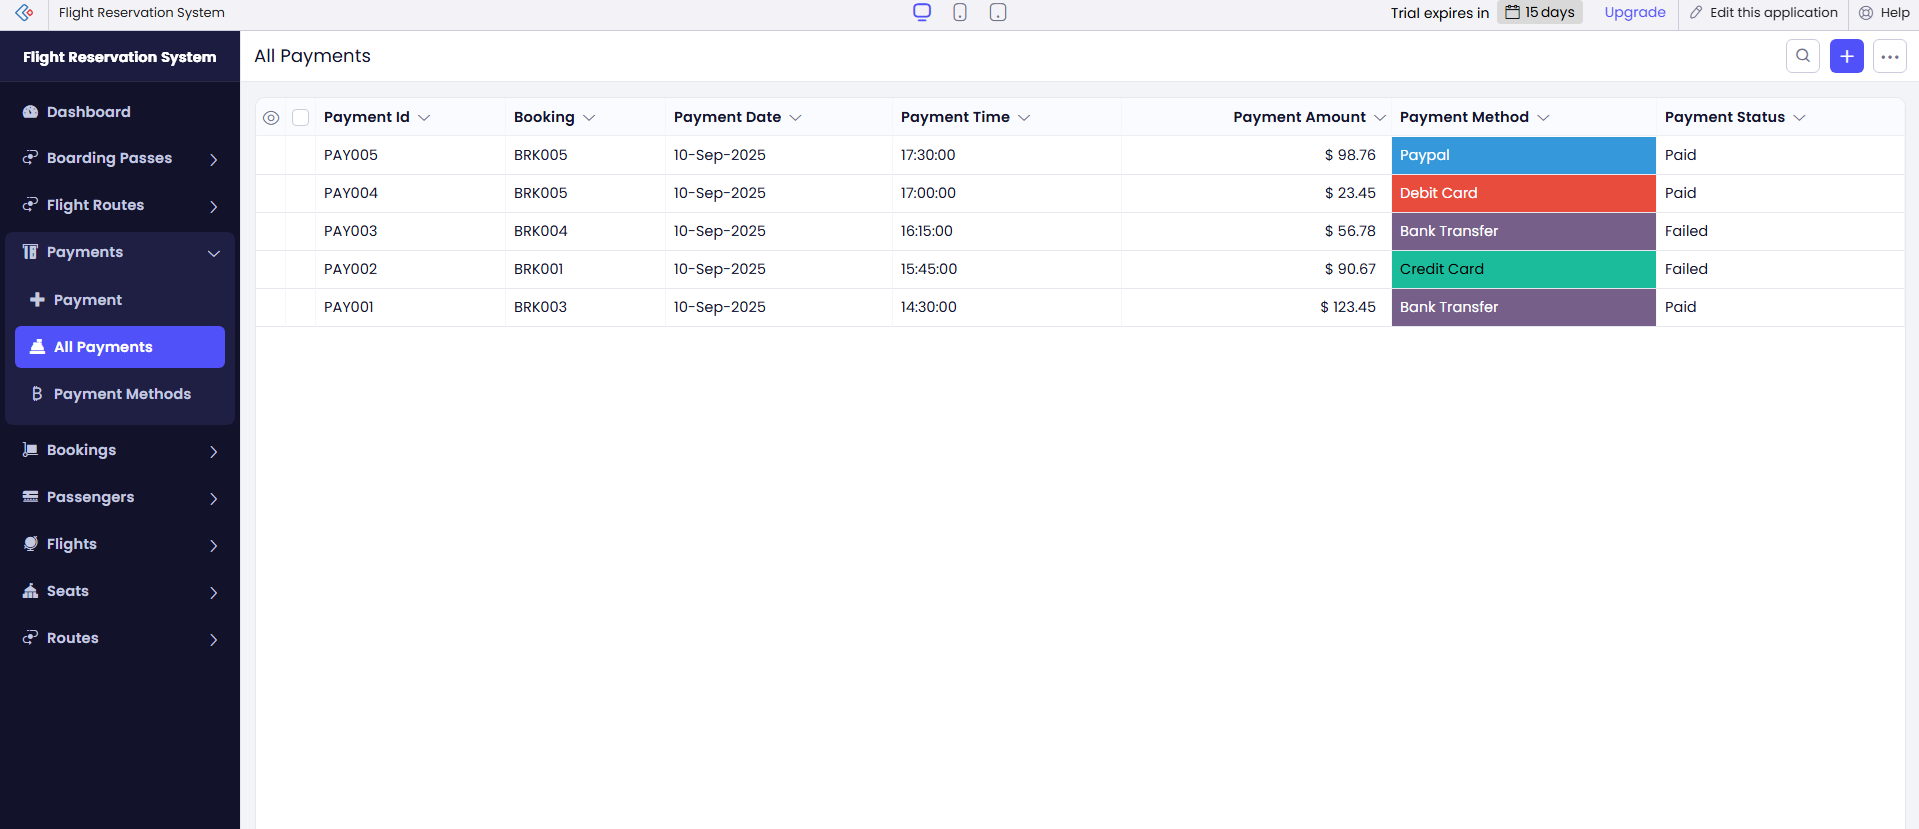 Flight Reservation System
Trial expires in 15 days Upgrade Edit this application Help
Flight Reservation System
All Payments
Dashboard
Boarding Passes
Flight Routes
Payments
Payment
All Payments
Payment Methods
Bookings
Passengers
Flights
Seats
Routes
Payment Id Booking Payment Date Payment Time Payment Amount Payment Method Payment Status
PAY005 BRK005 10-Sep-2025 17:30:00 $ 98.76 Paypal Paid
PAY004 BRK005 10-Sep-2025 17:00:00 $ 23.45 Debit Card Paid
PAY003 BRK004 10-Sep-2025 16:15:00 $ 56.78 Bank Transfer Failed
PAY002 BRK001 10-Sep-2025 15:45:00 $ 90.67 Credit Card Failed
PAY001 BRK003 10-Sep-2025 14:30:00 $ 123.45 Bank Transfer Paid